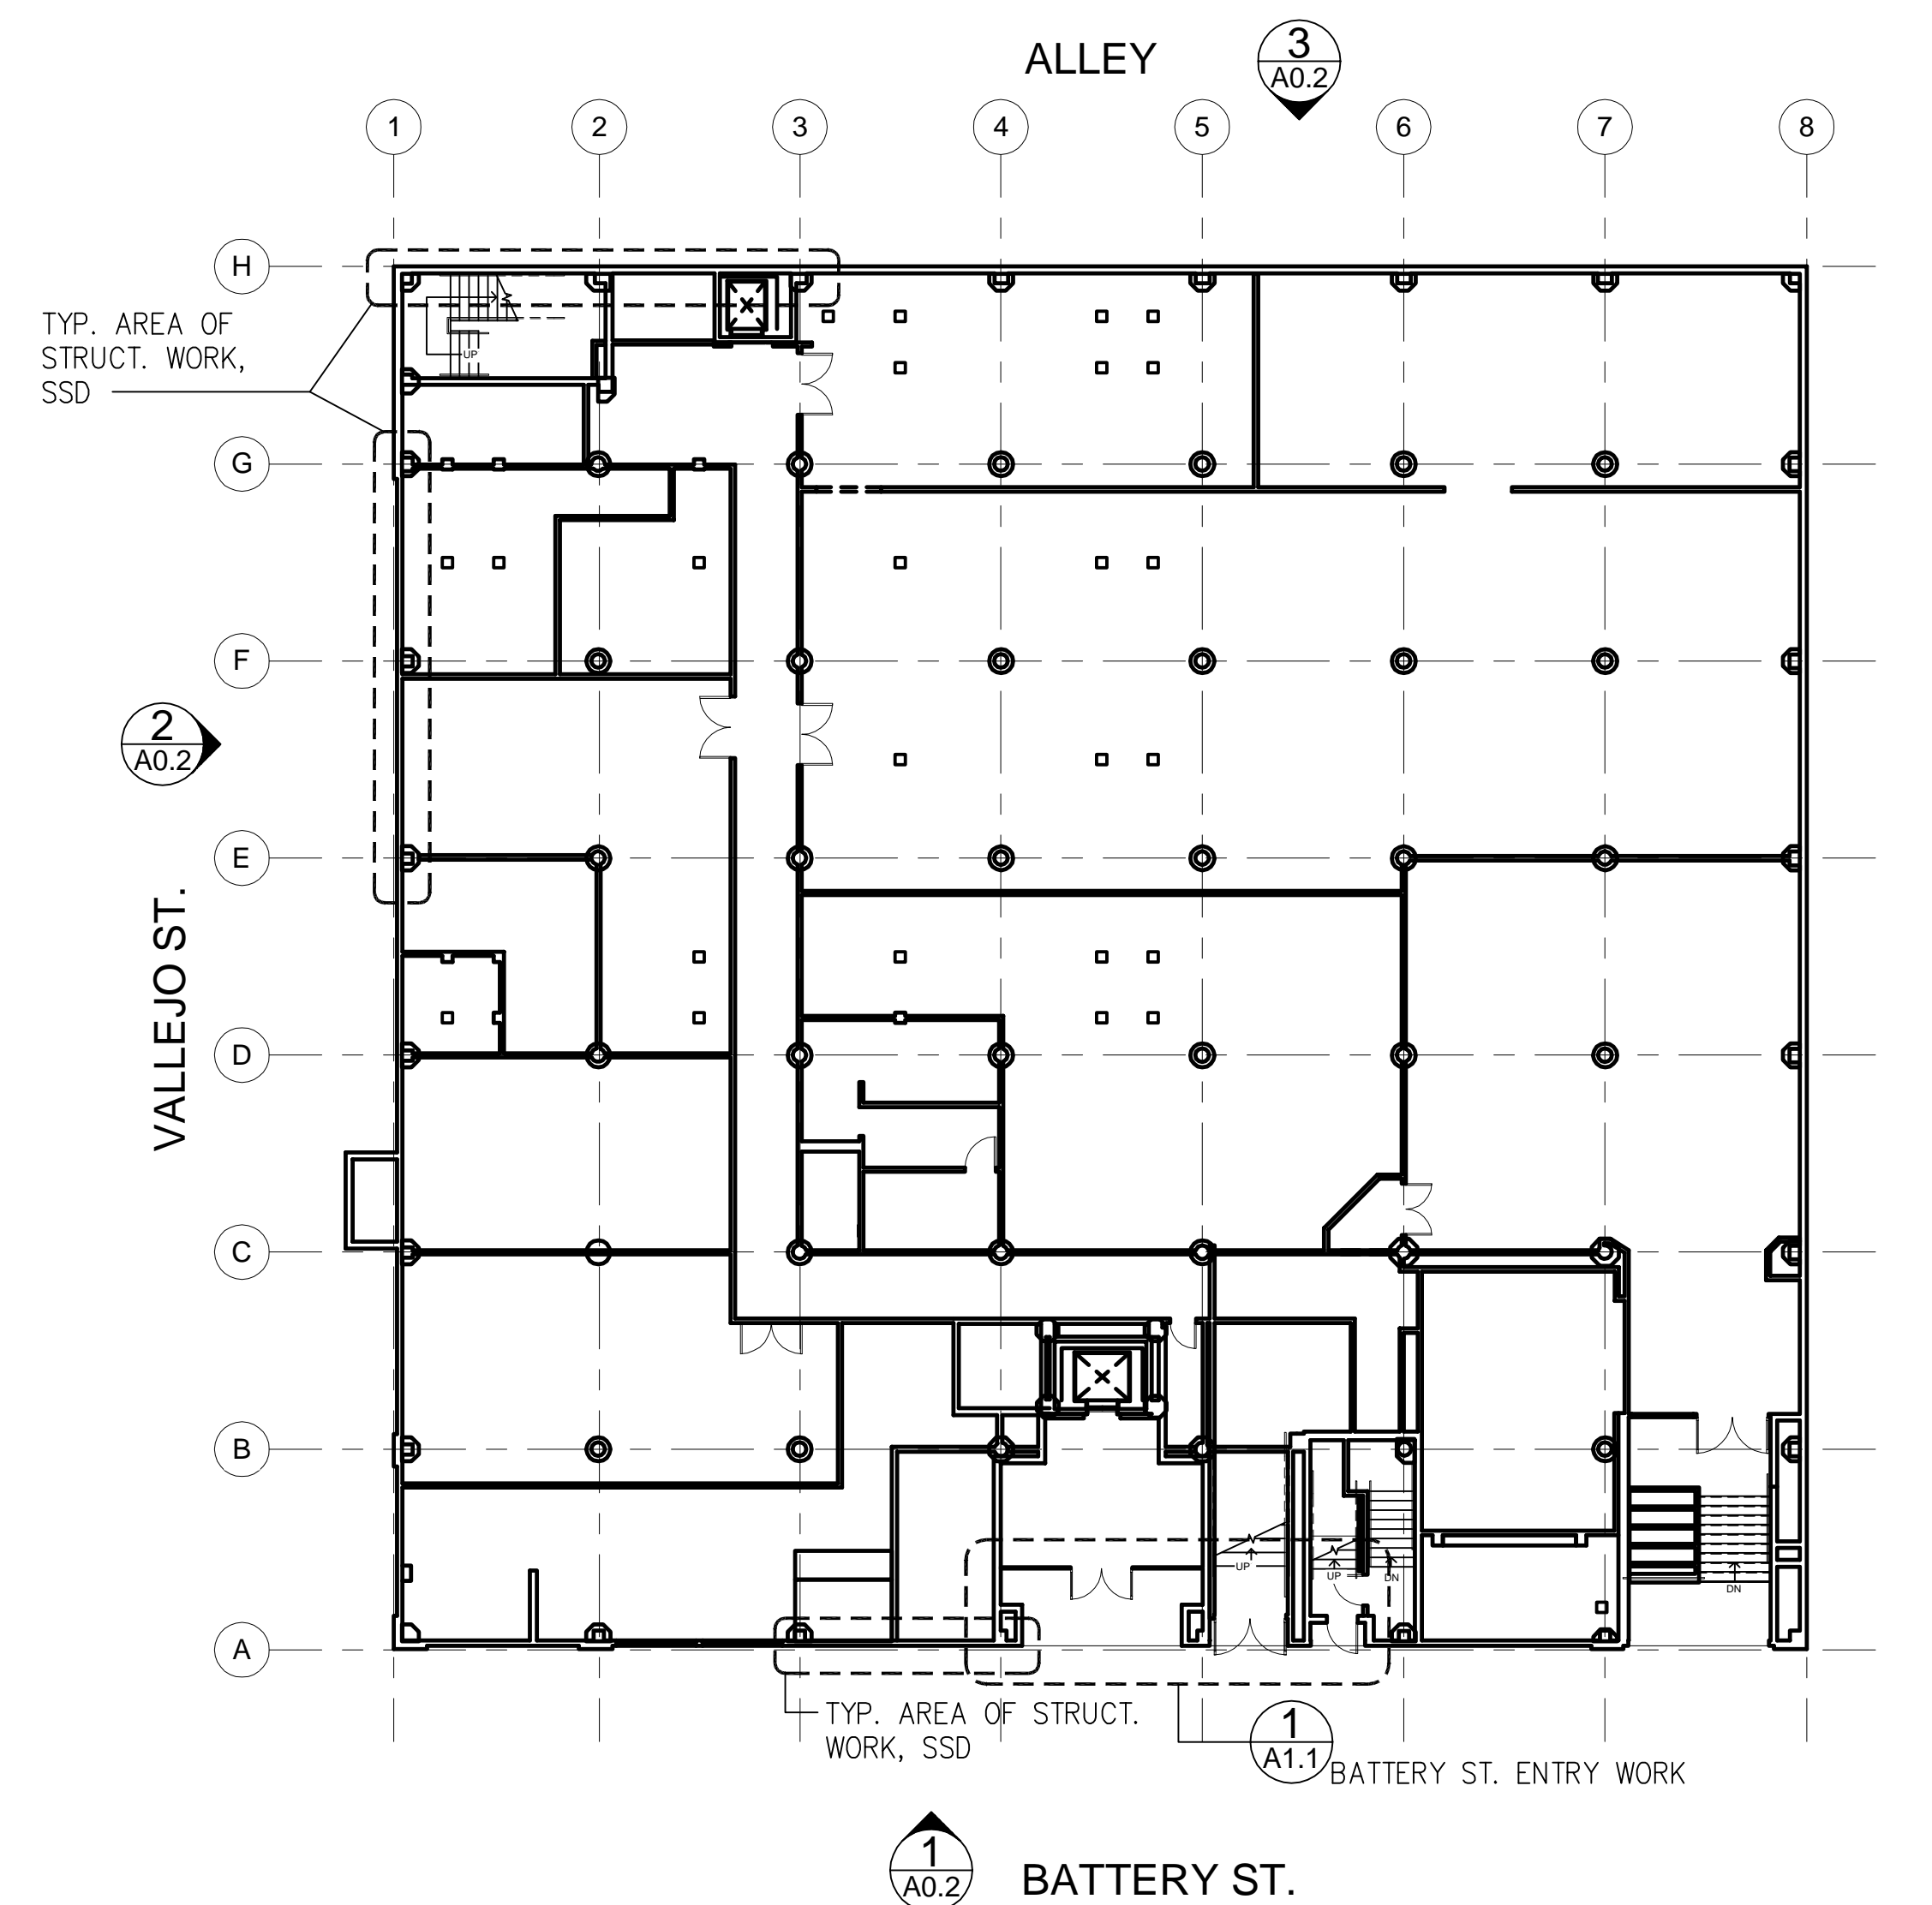 ALLEY
3
A0.2
1
2
3
4
5
6
7
8
H
TYP. AREA OF
STRUCT. WORK,
SSD
UP
G
F
2
A0.2
E
VALLEJO ST.
D
C
B
UP
UP
DN
DN
A
TYP. AREA OF STRUCT.
WORK, SSD
1
A1.1
BATTERY ST. ENTRY WORK
1
A0.2
BATTERY ST.